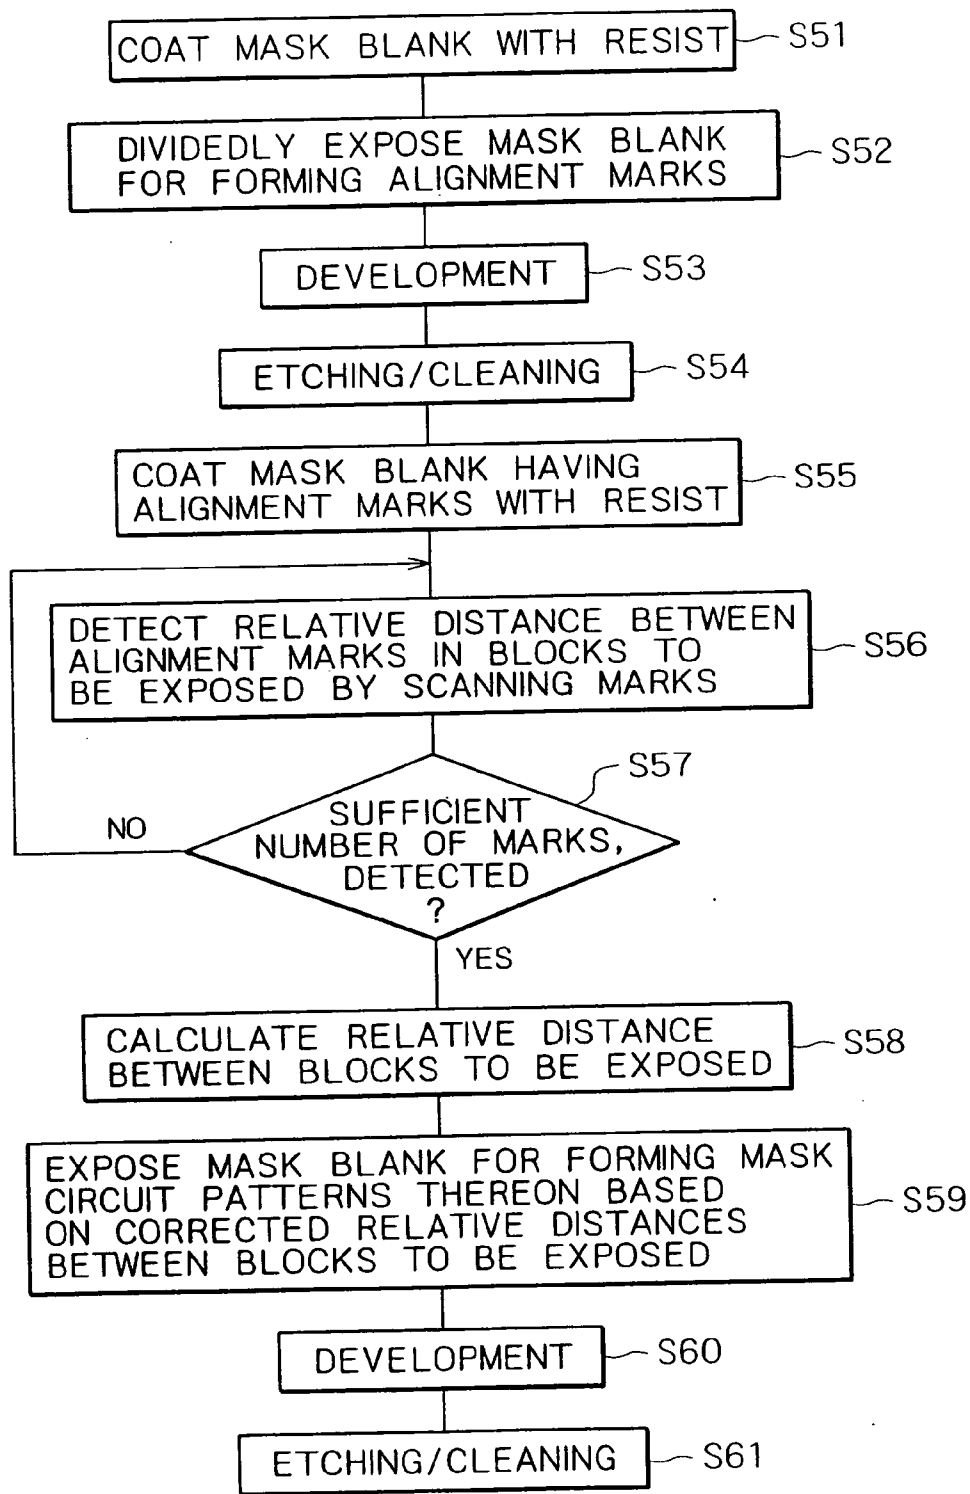 COAT MASK BLANK WITH RESIST
S51
DIVIDEDLY EXPOSE MASK BLANK
FOR FORMING ALIGNMENT MARKS
S52
DEVELOPMENT
S53
ETCHING/CLEANING
S54
COAT MASK BLANK HAVING
ALIGNMENT MARKS WITH RESIST
S55
DETECT RELATIVE DISTANCE BETWEEN
ALIGNMENT MARKS IN BLOCKS TO
BE EXPOSED BY SCANNING MARKS
S56
SUFFICIENT
NUMBER OF MARKS,
DETECTED
?
S57
NO
YES
CALCULATE RELATIVE DISTANCE
BETWEEN BLOCKS TO BE EXPOSED
S58
EXPOSE MASK BLANK FOR FORMING MASK
CIRCUIT PATTERNS THEREON BASED
ON CORRECTED RELATIVE DISTANCES
BETWEEN BLOCKS TO BE EXPOSED
S59
DEVELOPMENT
S60
ETCHING/CLEANING
S61